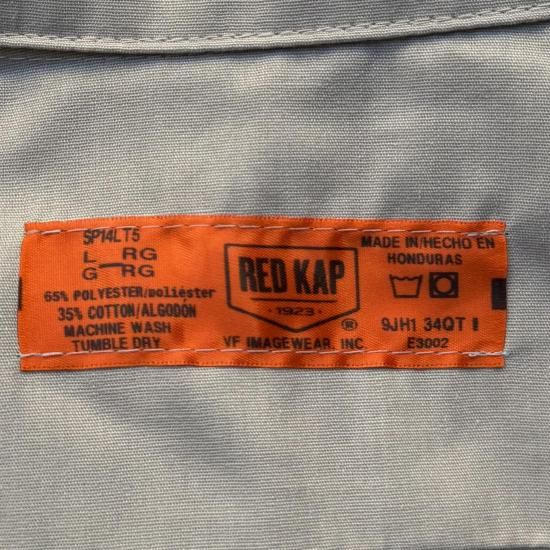 SP14LT5
L-RG
G-RG
65% POLYESTER/poliéster
35% COTTON/ALGODÓN
MACHINE WASH
TUMBLE DRY
RED KAP
·1923·
®
VF IMAGEWEAR, INC.
MADE IN/HECHO EN
HONDURAS
9JH1 34QT I
E3002